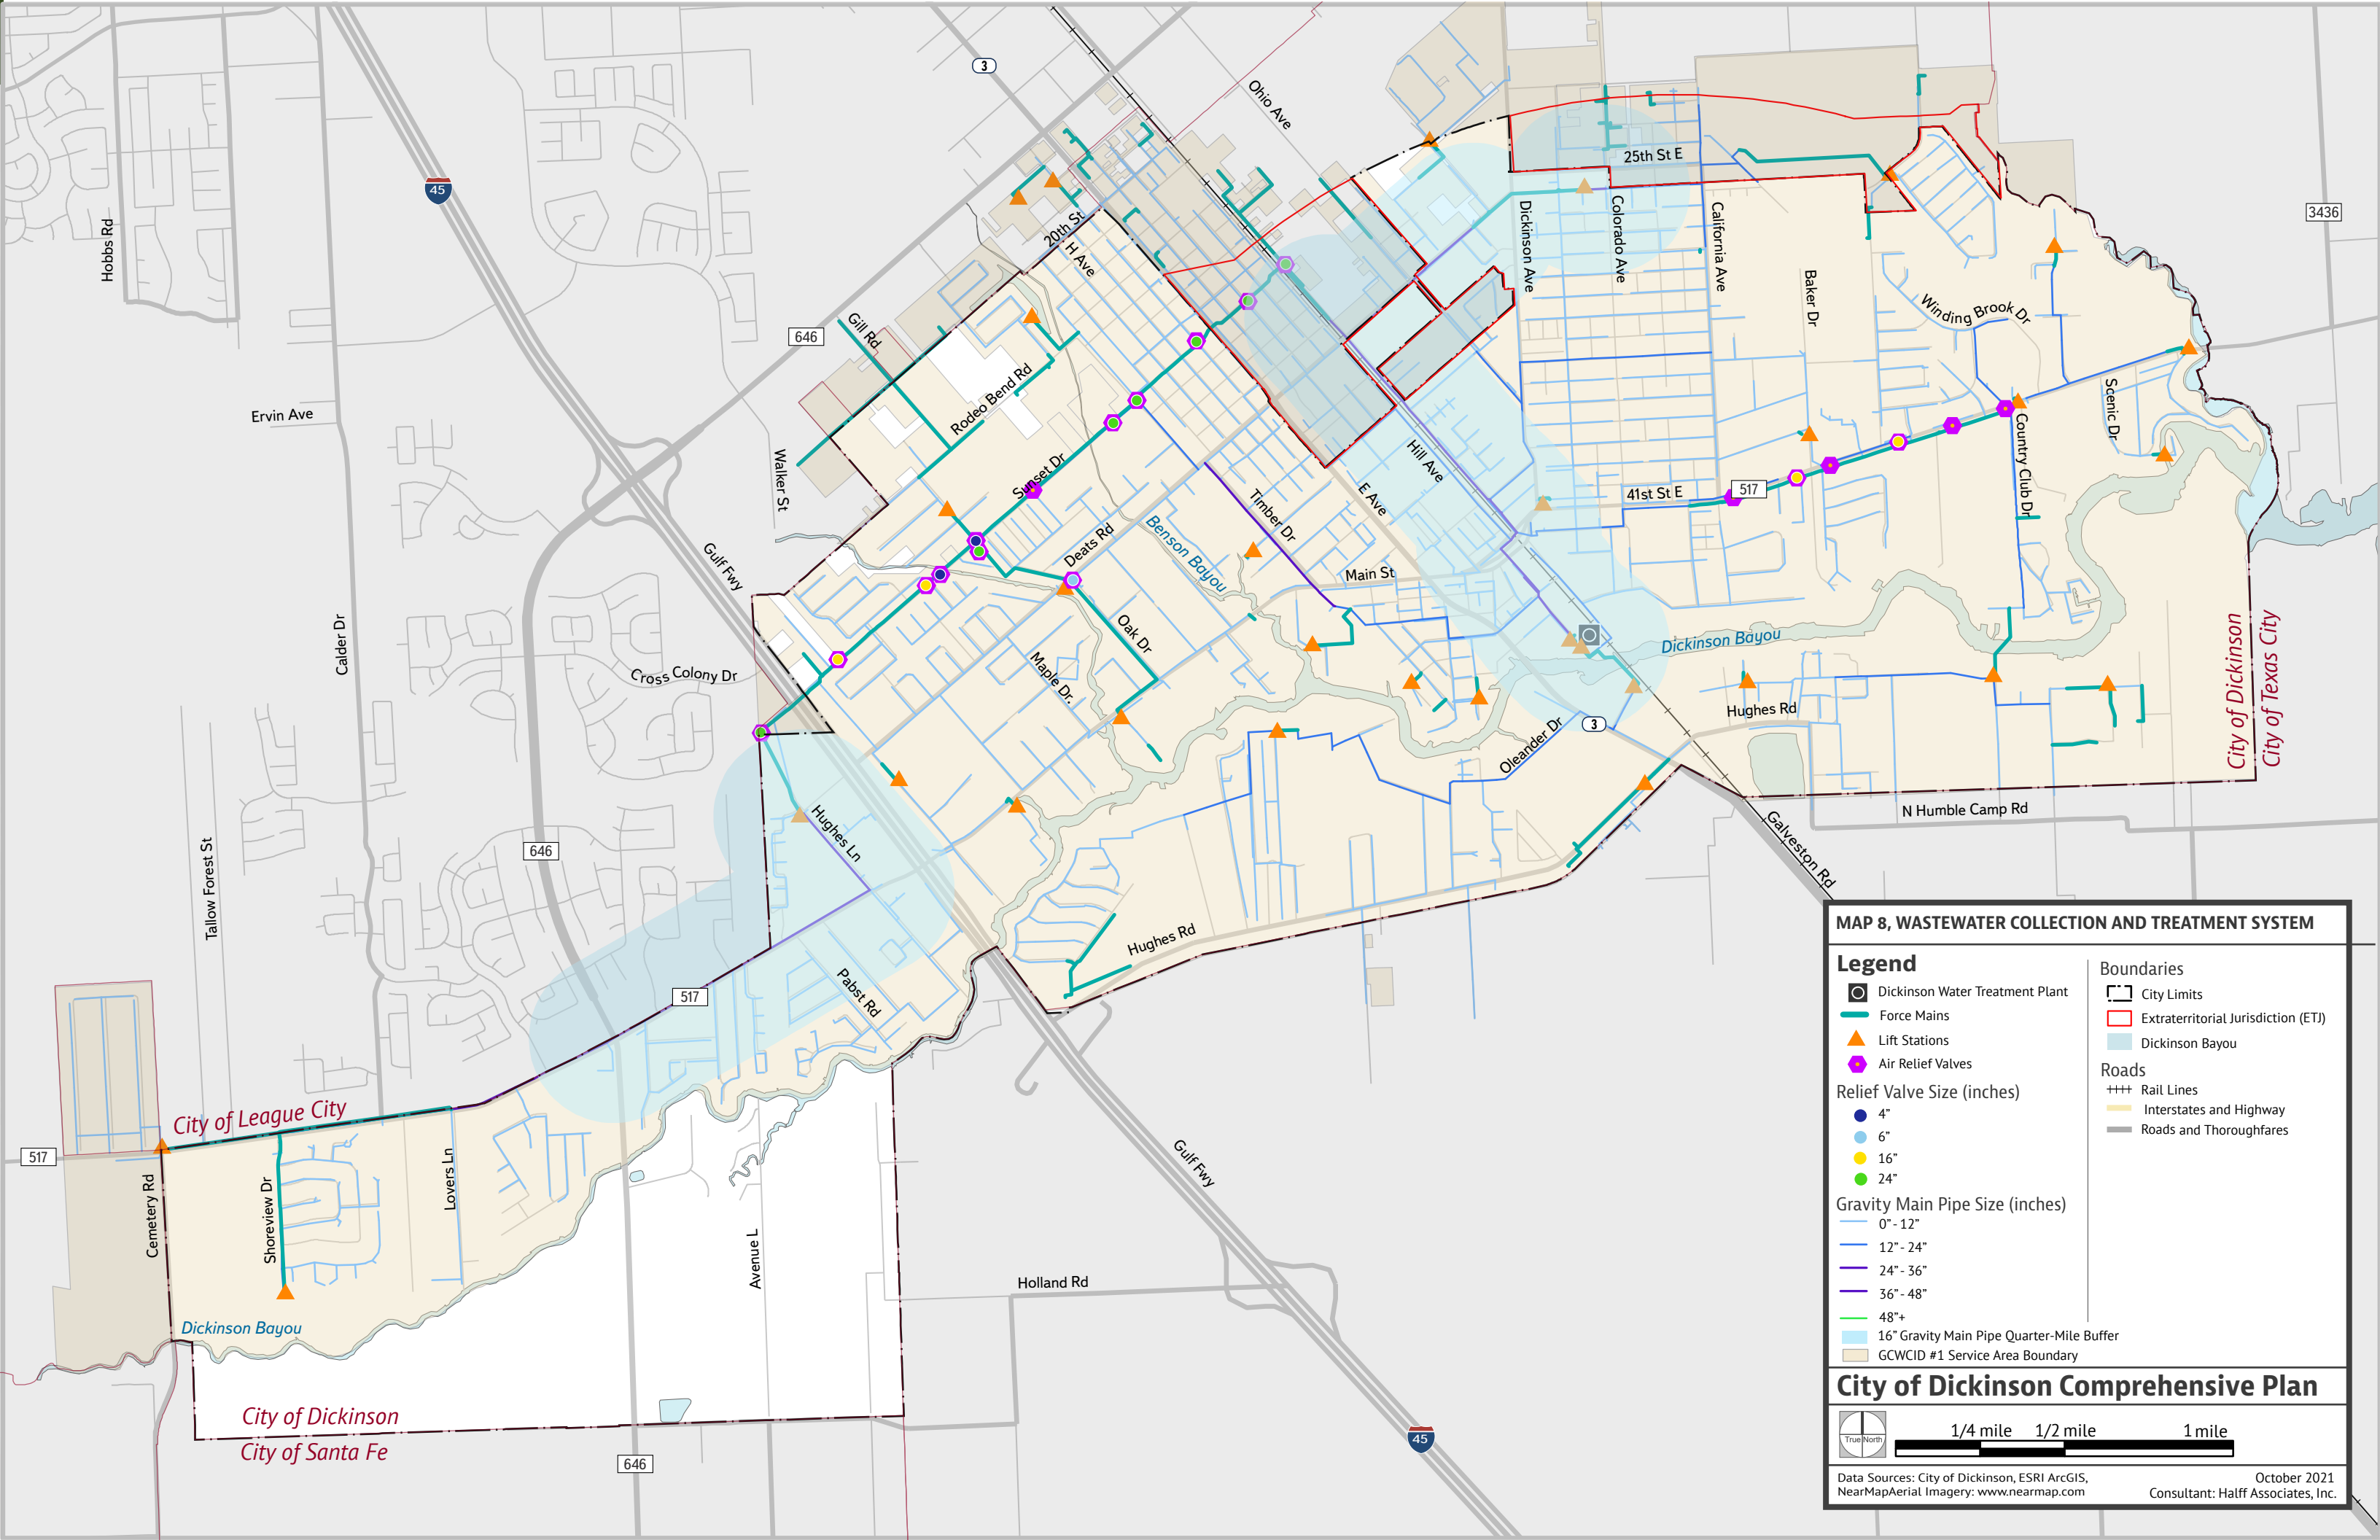 3
Ohio Ave
45
25th St E
Hobbs Rd
3436
20th St
H Ave
Dickinson Ave
Colorado Ave
California Ave
Baker Dr
Winding Brook Dr
646
Gill Rd
Rodeo Bend Rd
Ervin Ave
Scenic Dr
Country Club Dr
Walker St
Sunset Dr
Hill Ave
E Ave
Timber Dr
41st St E
517
Gulf Fwy
Deats Rd
Benson Bayou
Main St
Calder Dr
Oak Dr
Maple Dr.
Cross Colony Dr
Dickinson Bayou
City of Dickinson
City of Texas City
Hughes Rd
3
Oleander Dr
N Humble Camp Rd
Galveston Rd
Hughes Ln
646
Tallow Forest St
Hughes Rd
Pabst Rd
517
City of League City
517
Cemetery Rd
Shoreview Dr
Lovers Ln
Avenue L
Gulf Fwy
Holland Rd
Dickinson Bayou
City of Dickinson
City of Santa Fe
646
45
MAP 8, WASTEWATER COLLECTION AND TREATMENT SYSTEM
Legend
Dickinson Water Treatment Plant
Force Mains
Lift Stations
Air Relief Valves
Relief Valve Size (inches)
4"
6"
16"
24"
Gravity Main Pipe Size (inches)
0" - 12"
12" - 24"
24" - 36"
36" - 48"
48"+
16" Gravity Main Pipe Quarter-Mile Buffer
GCWCID #1 Service Area Boundary
Boundaries
City Limits
Extraterritorial Jurisdiction (ETJ)
Dickinson Bayou
Roads
Rail Lines
Interstates and Highway
Roads and Thoroughfares
City of Dickinson Comprehensive Plan
True North
1/4 mile 1/2 mile 1 mile
Data Sources: City of Dickinson, ESRI ArcGIS,
NearMapAerial Imagery: www.nearmap.com
October 2021
Consultant: Halff Associates, Inc.